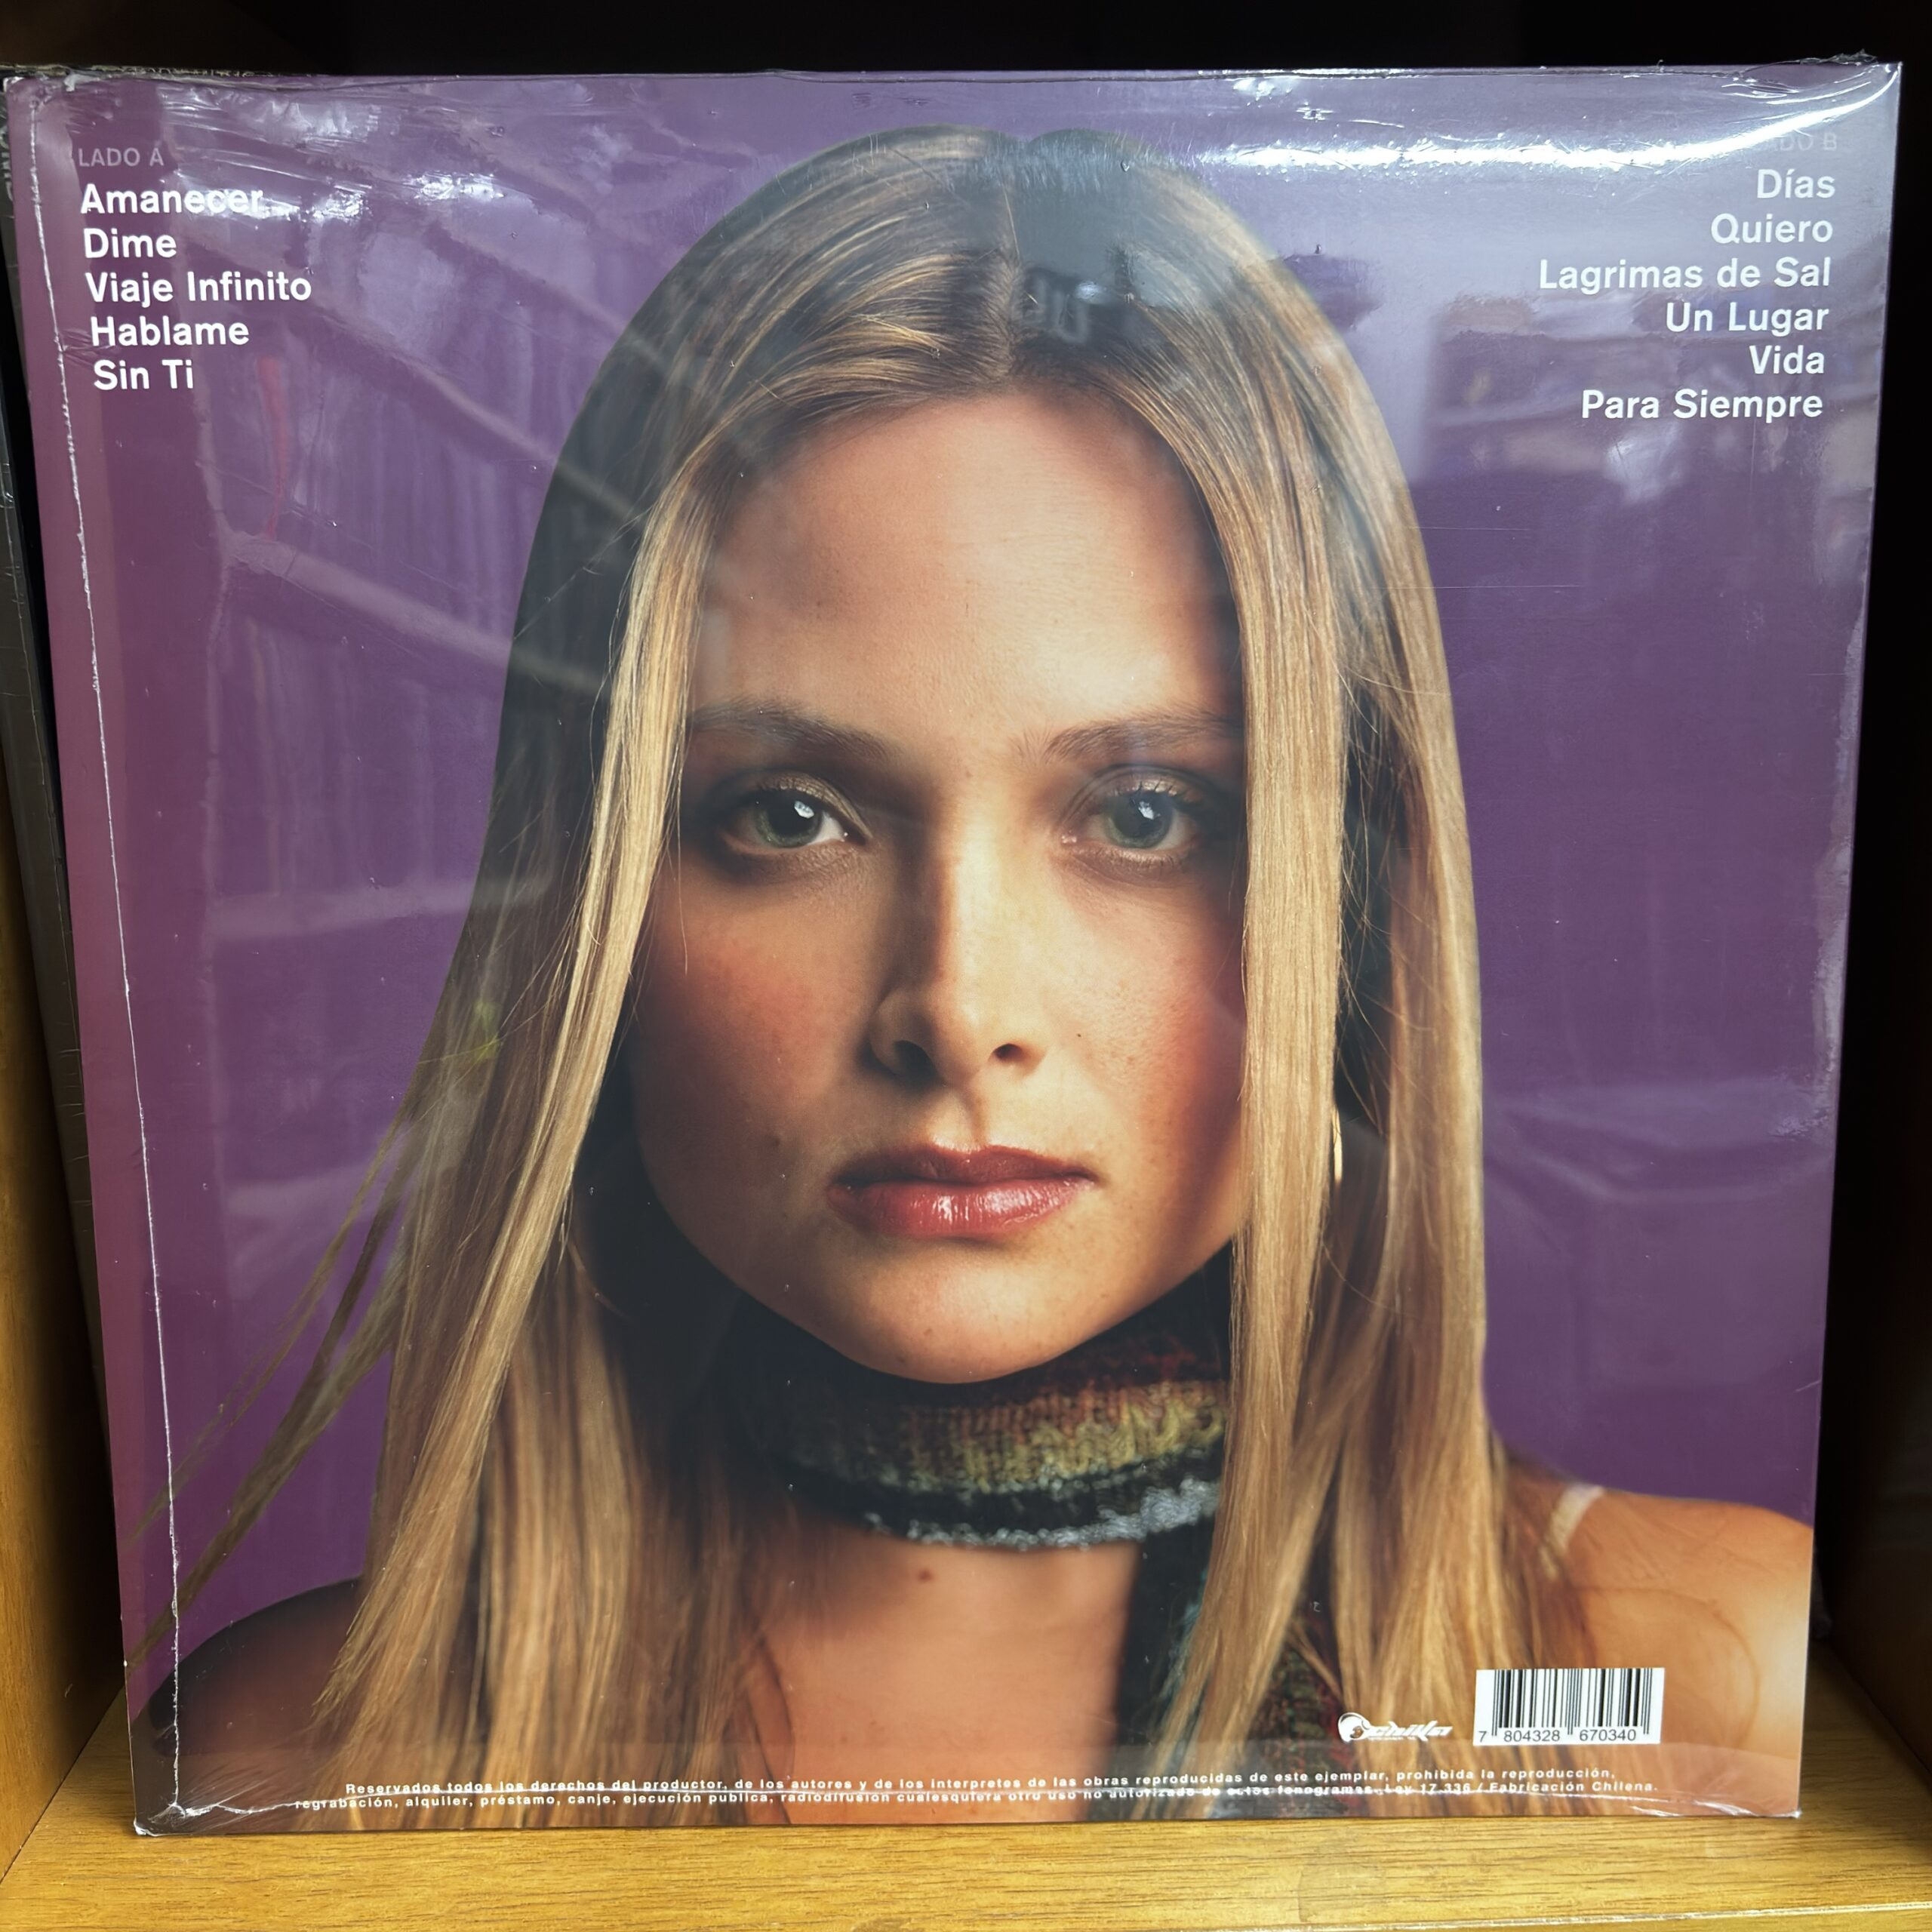 LADO A
Amanecer
Dime
Viaje Infinito
Hablame
Sin Ti
LADO B
Días
Quiero
Lagrimas de Sal
Un Lugar
Vida
Para Siempre
7 804328 670340
Reservados todos los derechos del productor, de los autores y de los interpretes de las obras reproducidas de este ejemplar, prohibida la reproducción,
regrabación, alquiler, préstamo, canje, ejecución publica, radiodifusión cualesquiera otro uso no autorizado de estos fonogramas. Ley 17.336 / Fabricación Chilena.